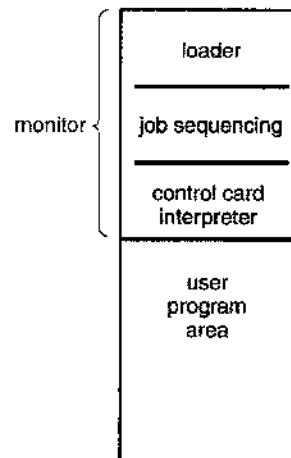 loader
monitor
job sequencing
control card
interpreter
user
program
area